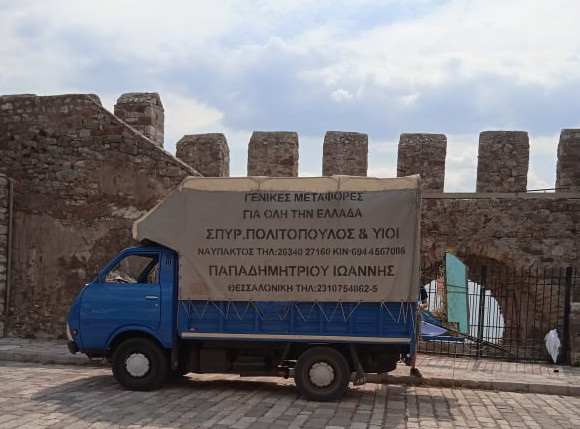 ΓΕΝΙΚΕΣ ΜΕΤΑΦΟΡΕΣ
ΓΙΑ ΟΛΗ ΤΗΝ ΕΛΛΑΔΑ
ΣΠΥΡ.ΠΟΛΙΤΟΠΟΥΛΟΣ & ΥΙΟΙ
ΝΑΥΠΑΚΤΟΣ ΤΗΛ:26340 27160 ΚΙΝ:694 4567086
ΠΑΠΑΔΗΜΗΤΡΙΟΥ ΙΩΑΝΝΗΣ
ΘΕΣΣΑΛΟΝΙΚΗ ΤΗΛ:2310754862-5